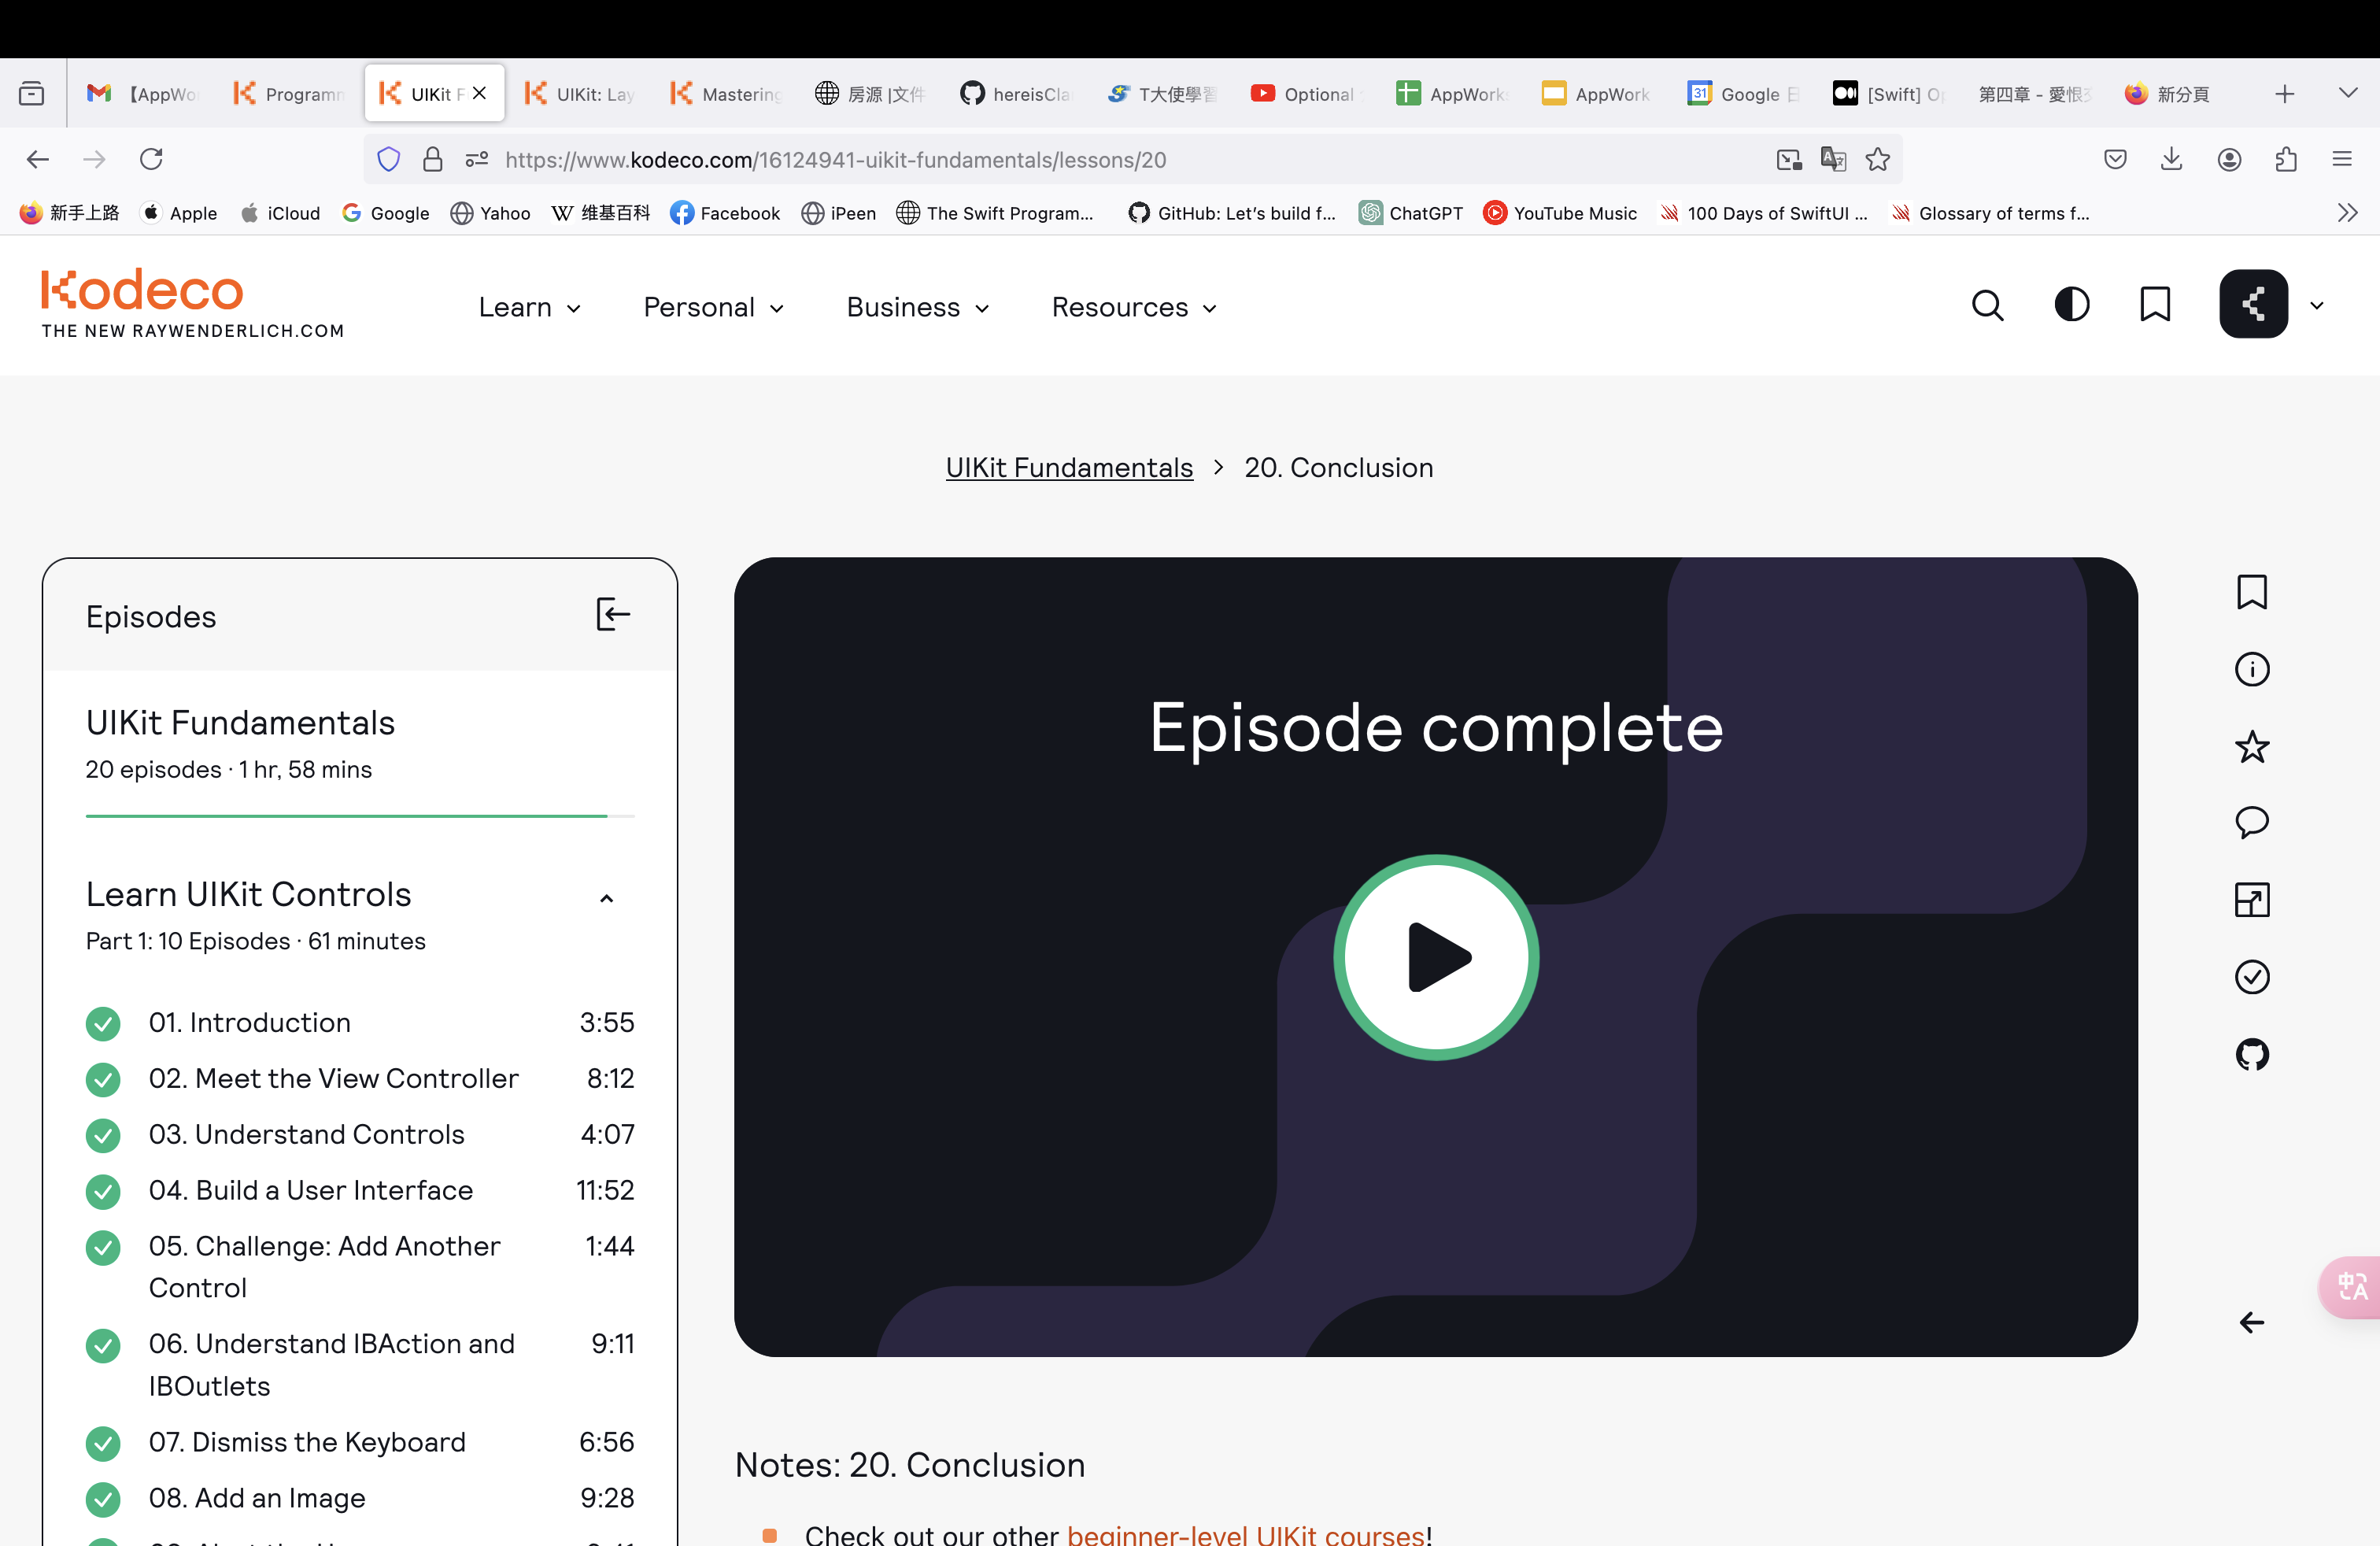 【AppWo
Programm
UIKit F
UIKit: Lay
Mastering
房源 |文件
hereisCla
T大使學習
Optional
AppWorks
AppWork
Google 日
[Swift] Op
第四章 - 愛恨
新分頁
https://www.kodeco.com/16124941-uikit-fundamentals/lessons/20
新手上路
Apple
iCloud
Google
Yahoo
维基百科
Facebook
iPeen
The Swift Program...
GitHub: Let's build f...
ChatGPT
YouTube Music
100 Days of SwiftUI ...
Glossary of terms f...
Kodeco
THE NEW RAYWENDERLICH.COM
Learn
Personal
Business
Resources
UIKit Fundamentals > 20. Conclusion
Episodes
UIKit Fundamentals
20 episodes · 1 hr, 58 mins
Learn UIKit Controls
Part 1: 10 Episodes · 61 minutes
01. Introduction 3:55
02. Meet the View Controller 8:12
03. Understand Controls 4:07
04. Build a User Interface 11:52
05. Challenge: Add Another 1:44
Control
06. Understand IBAction and 9:11
IBOutlets
07. Dismiss the Keyboard 6:56
08. Add an Image 9:28
Episode complete
Notes: 20. Conclusion
Check out our other beginner-level UIKit courses!